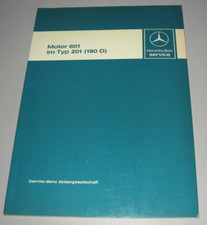 Motor 601
im Typ 201 (190 D)
Mercedes-Benz
service
Daimler-Benz Aktiengesellschaft